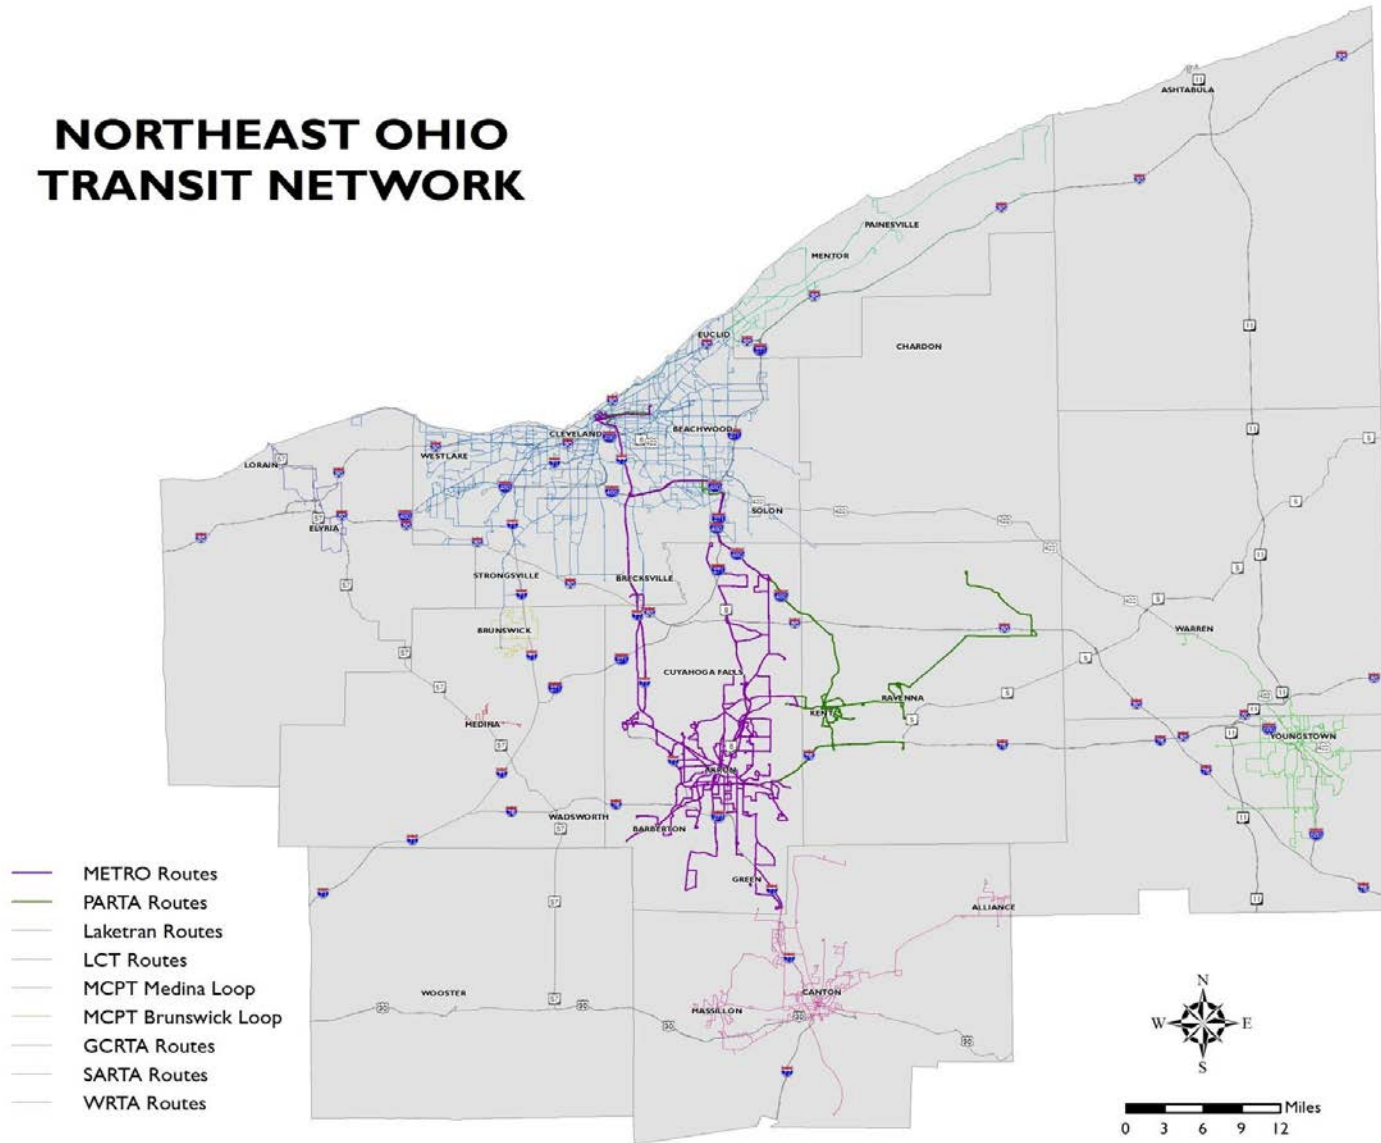 NORTHEAST OHIO
TRANSIT NETWORK
ASHTABULA
PAINESVILLE
MENTOR
EUCLID
CHARDON
CLEVELAND
BEACHWOOD
WESTLAKE
LORAIN
ELYRIA
SOLON
STRONGSVILLE
BRECKSVILLE
BRUNSWICK
WARREN
CUYAHOGA FALLS
RAVENNA
KENT
MEDINA
YOUNGSTOWN
AKRON
WADSWORTH
BARBERTON
GREEN
ALLIANCE
WOOSTER
CANTON
MASSILLON
METRO Routes
PARTA Routes
Laketran Routes
LCT Routes
MCPT Medina Loop
MCPT Brunswick Loop
GCRTA Routes
SARTA Routes
WRTA Routes
N
W E
S
Miles
0 3 6 9 12